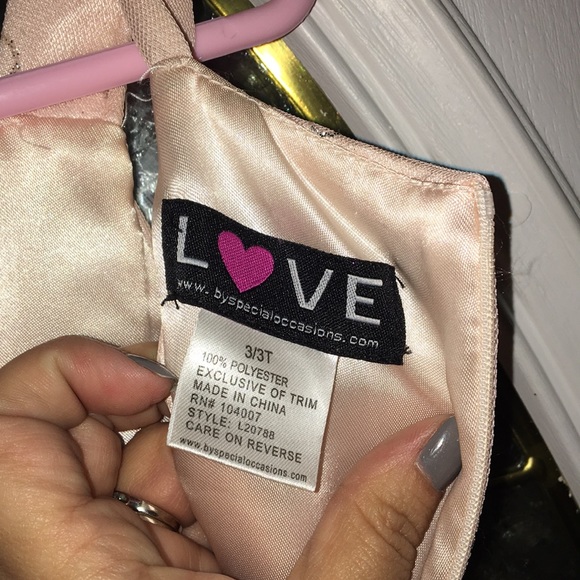 L♥VE
www.byspecialoccasions.com
3/3T
100% POLYESTER
EXCLUSIVE OF TRIM
MADE IN CHINA
RN# 104007
STYLE: L20788
CARE ON REVERSE
www.byspecialoccasions.com